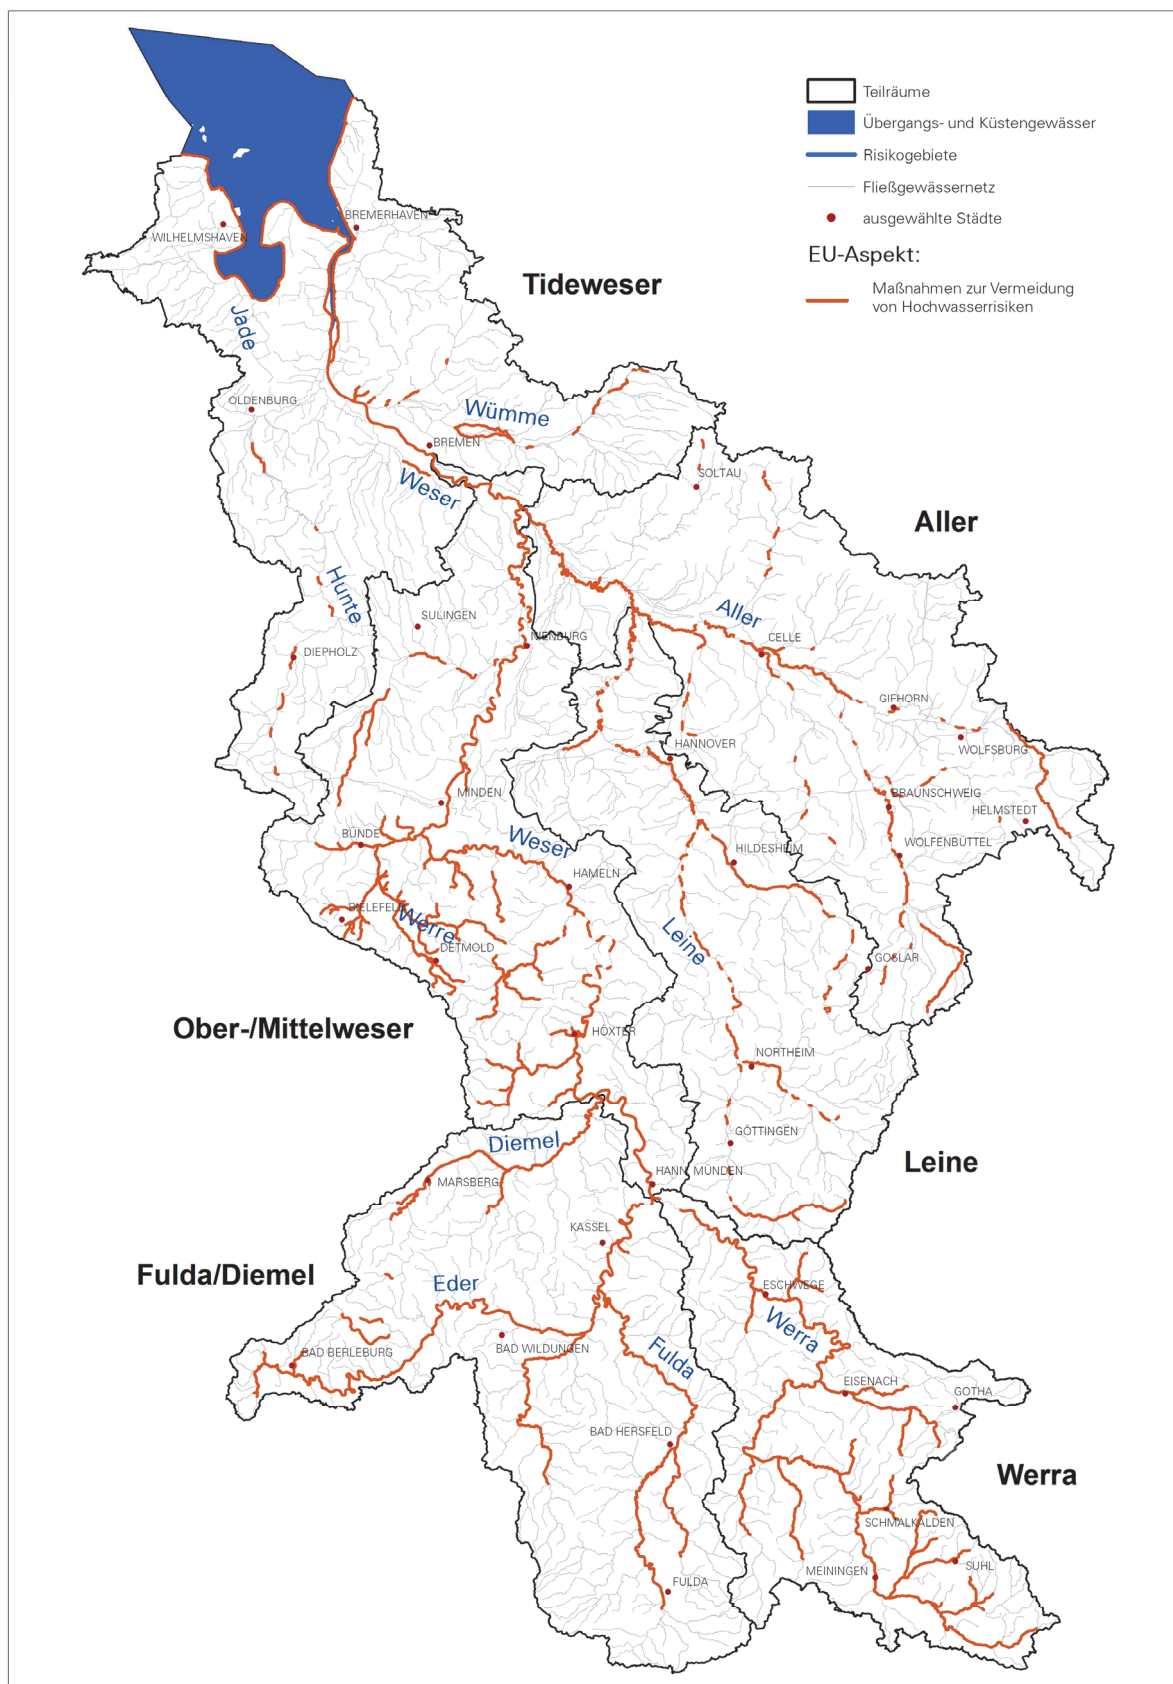 Teilräume
Übergangs- und Küstengewässer
Risikogebiete
Fließgewässernetz
ausgewählte Städte
EU-Aspekt:
Maßnahmen zur Vermeidung
von Hochwasserrisiken
BREMERHAVEN
WILHELMSHAVEN
Tideweser
Jade
OLDENBURG
Wümme
BREMEN
Weser
SOLTAU
Aller
Hunte
SULINGEN
Aller
NIENBURG
CELLE
DIEPHOLZ
GIFHORN
HANNOVER
WOLFSBURG
MINDEN
BRAUNSCHWEIG
HELMSTEDT
BÜNDE
Weser
HILDESHEIM
WOLFENBÜTTEL
HAMELN
BIELEFELD
Werre
DETMOLD
Leine
GOSLAR
Ober-/Mittelweser
HÖXTER
NORTHEIM
GÖTTINGEN
Diemel
Leine
HANN. MÜNDEN
MARSBERG
KASSEL
Fulda/Diemel
Eder
ESCHWEGE
Werra
BAD WILDUNGEN
Fulda
BAD BERLEBURG
EISENACH
GOTHA
BAD HERSFELD
Werra
SCHMALKALDEN
SUHL
MEININGEN
FULDA